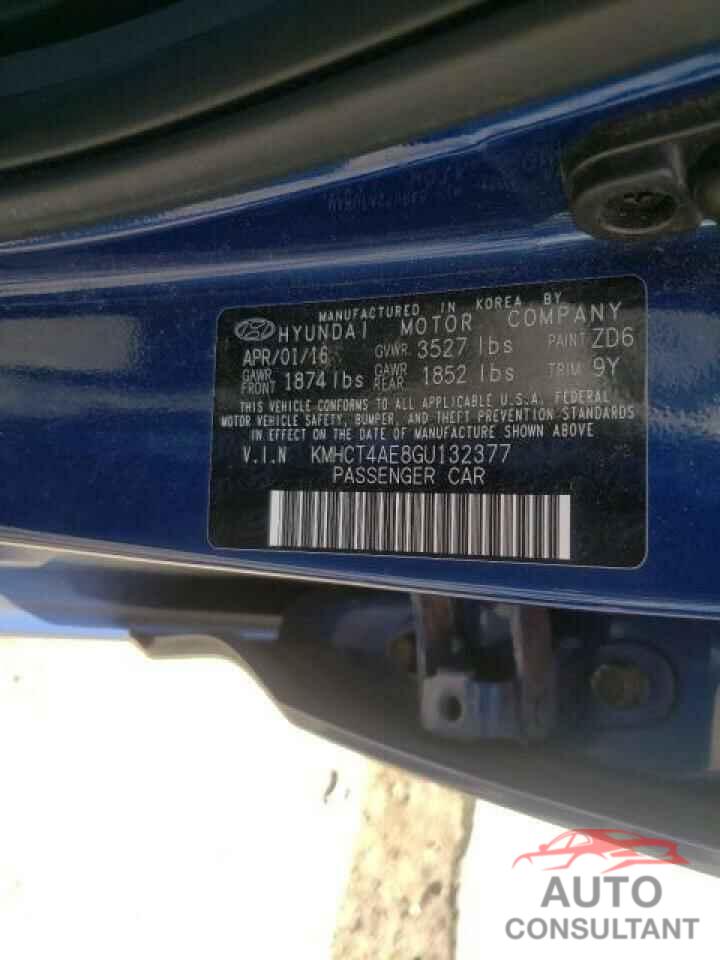 MANUFACTURED IN KOREA BY
HYUNDAI MOTOR COMPANY
APR/01/16 GVWR 3527 lbs PAINT ZD6
GAWR FRONT 1874 lbs GAWR REAR 1852 lbs TRIM 9Y
THIS VEHICLE CONFORMS TO ALL APPLICABLE U.S.A. FEDERAL
MOTOR VEHICLE SAFETY, BUMPER, AND THEFT PREVENTION STANDARDS
IN EFFECT ON THE DATE OF MANUFACTURE SHOWN ABOVE.
V.I.N KMHCT4AE8GU132377
PASSENGER CAR
AUTO
CONSULTANT